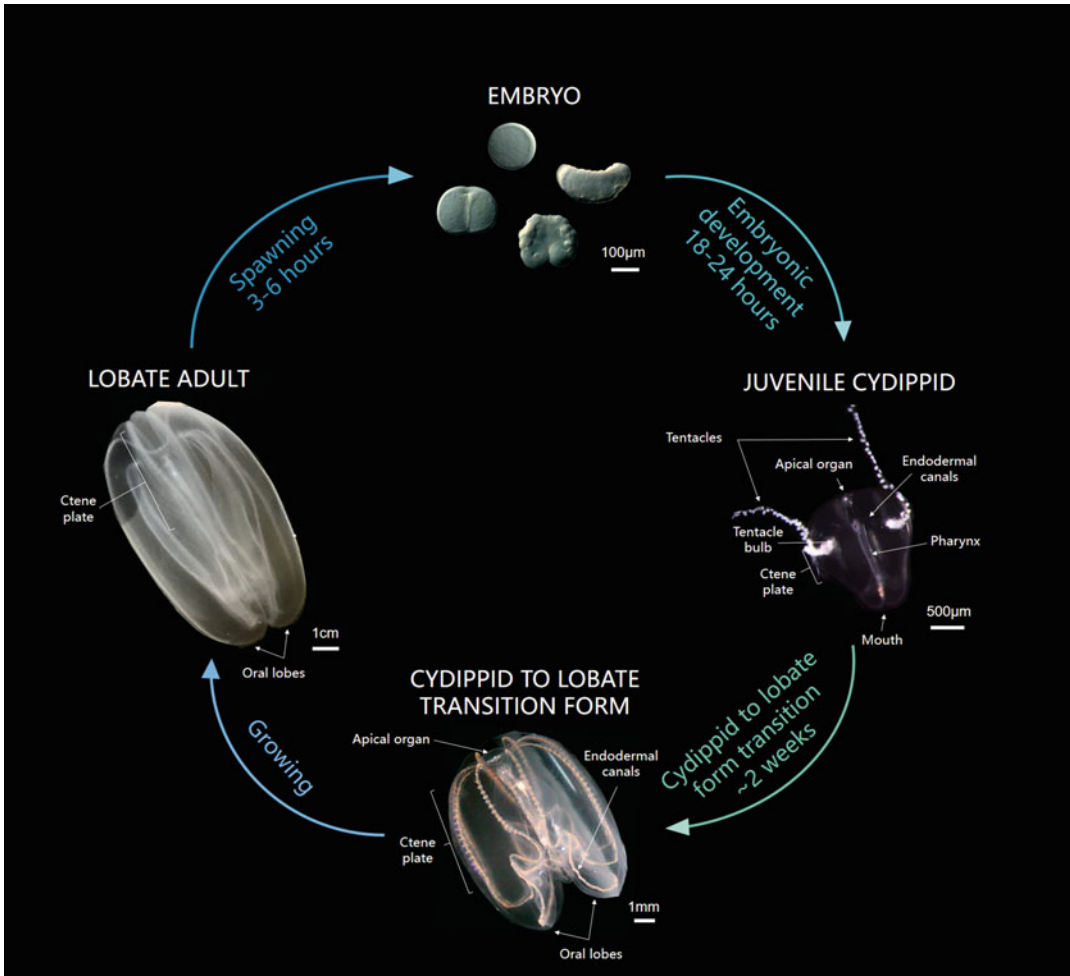 EMBRYO
100µm
Spawning
3-6 hours
Embryonic
development
18-24 hours
LOBATE ADULT
Ctene
plate
1cm
Oral lobes
JUVENILE CYDIPPID
Tentacles
Apical organ
Endodermal
canals
Tentacle
bulb
Pharynx
Ctene
plate
500µm
Mouth
Cydippid to lobate
form transition
~2 weeks
CYDIPPID TO LOBATE
TRANSITION FORM
Apical organ
Endodermal
canals
Ctene
plate
1mm
Oral lobes
Growing